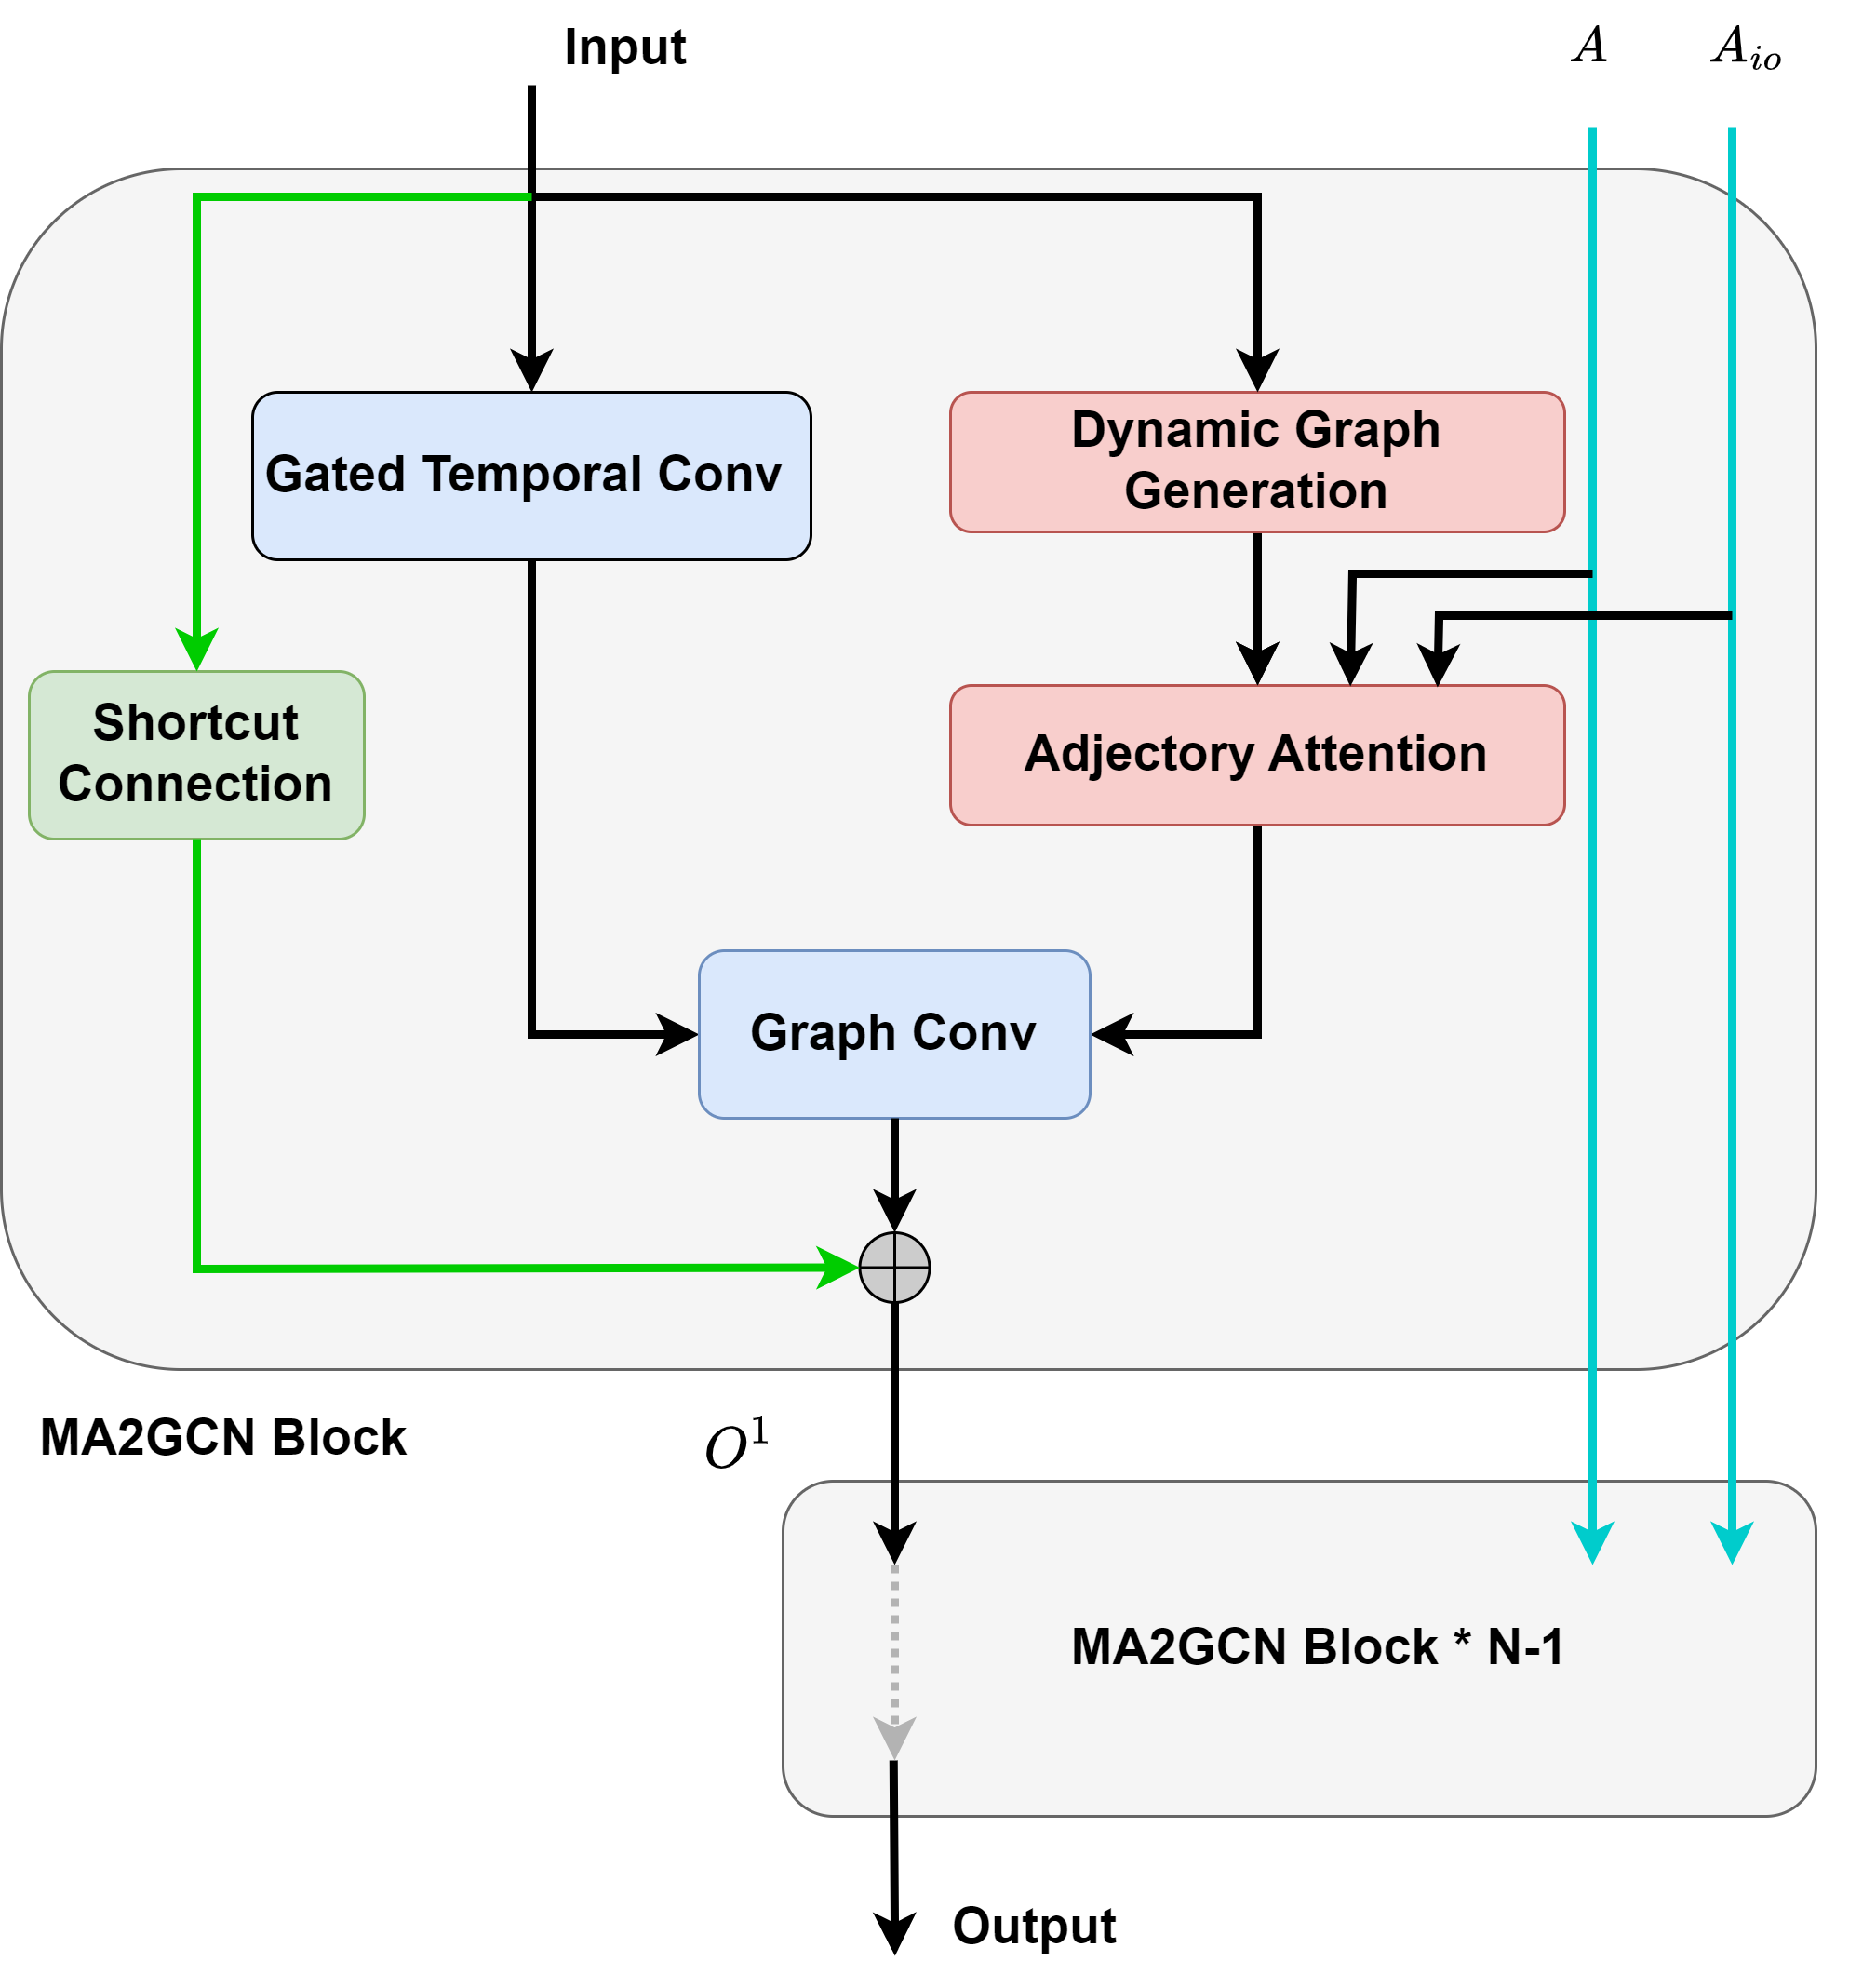 Input
A
A_{io}
Gated Temporal Conv
Dynamic Graph
Generation
Shortcut
Connection
Adjectory Attention
Graph Conv
MA2GCN Block
O^1
MA2GCN Block * N-1
Output